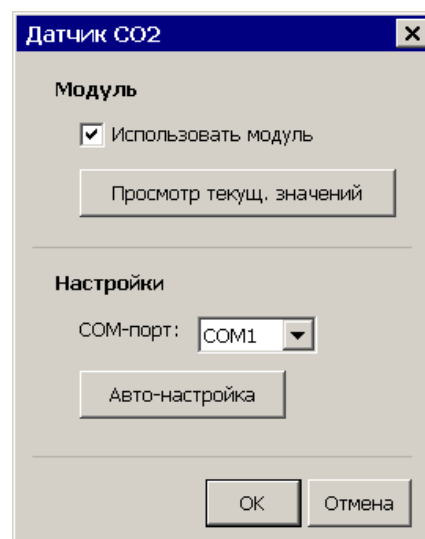 Датчик CO2
Модуль
Использовать модуль
Просмотр текущ. значений
Настройки
COM-порт: COM1
Авто-настройка
OK Отмена